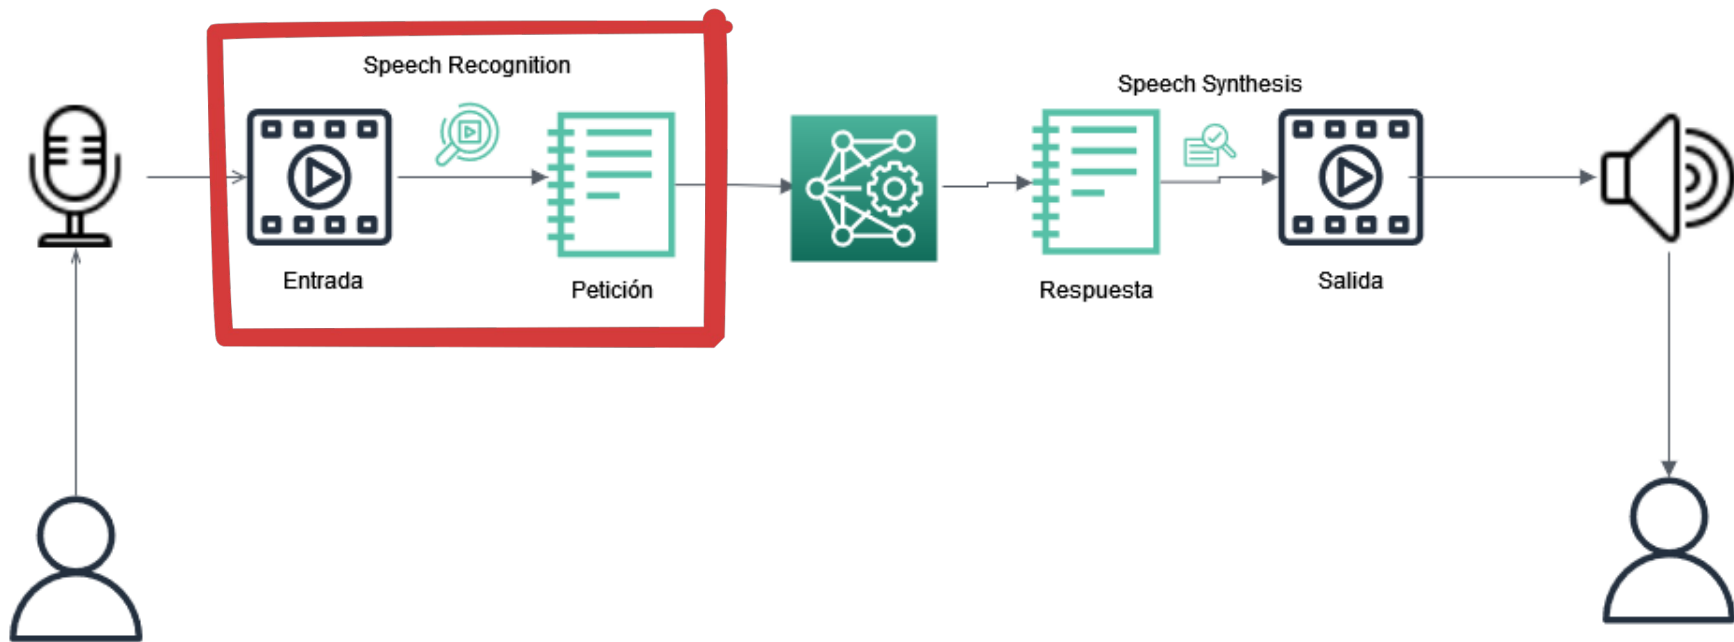 Speech Recognition
Entrada
Petición
Speech Synthesis
Respuesta
Salida